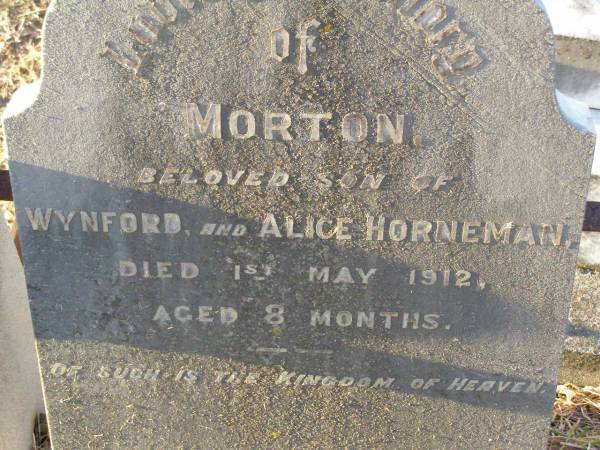 of
MORTON.
BELOVED SON OF
WYNFORD, AND ALICE HORNEMAN,
DIED 1ST MAY 1912,
AGED 8 MONTHS.
OF SUCH IS THE KINGDOM OF HEAVEN.